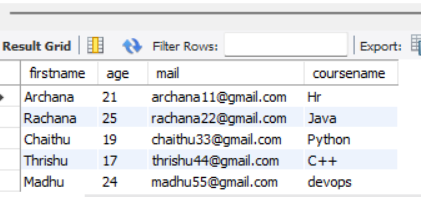 Result Grid Filter Rows: Export:
firstname age mail coursename
Archana 21 archana11@gmail.com Hr
Rachana 25 rachana22@gmail.com Java
Chaithu 19 chaithu33@gmail.com Python
Thrishu 17 thrishu44@gmail.com C++
Madhu 24 madhu55@gmail.com devops